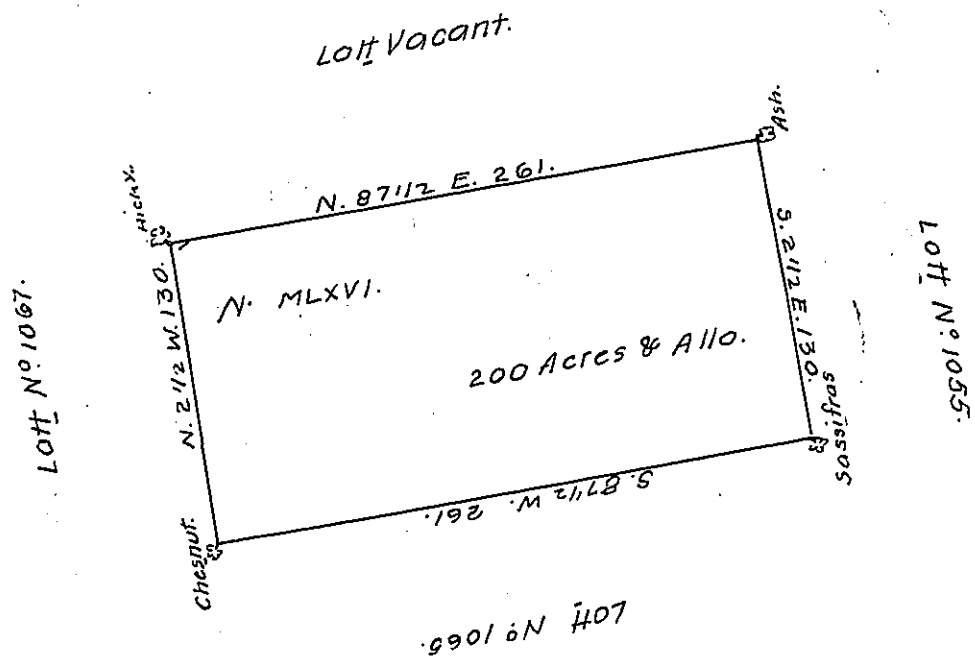 Lott Vacant.
Hick'y.
Ash.
N. 87 1/2 E. 261.
N. MLXVI.
N. 2 1/2 W. 130.
S. 2 1/2 E. 130.
Lott Nº 1067.
Lott Nº 1055.
200 Acres & Allo.
Sassifras
S. 87 1/2 W. 261.
Chesnut.
Lott Nº 1065.